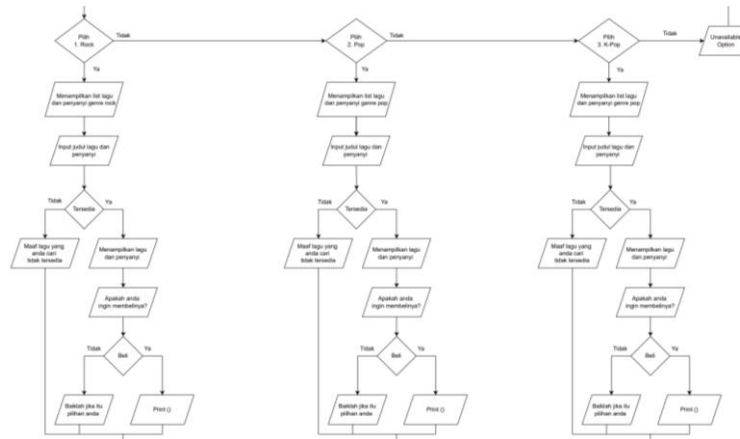 Pilih
1. Rock
Tidak
Pilih
2. Pop
Tidak
Pilih
3. K-Pop
Tidak
Unavailable
Option
Ya
Ya
Ya
Menampilkan list lagu
dan penyanyi genre rock
Menampilkan list lagu
dan penyanyi genre pop
Menampilkan list lagu
dan penyanyi genre pop
Input judul lagu dan
penyanyi
Input judul lagu dan
penyanyi
Input judul lagu dan
penyanyi
Tidak
Tersedia
Ya
Tidak
Tersedia
Ya
Tidak
Tersedia
Ya
Maaf lagu yang
anda cari
tidak tersedia
Menampilkan lagu
dan penyanyi
Maaf lagu yang
anda cari
tidak tersedia
Menampilkan lagu
dan penyanyi
Maaf lagu yang
anda cari
tidak tersedia
Menampilkan lagu
dan penyanyi
Apakah anda
ingin membelinya?
Apakah anda
ingin membelinya?
Apakah anda
ingin membelinya?
Tidak
Beli
Ya
Tidak
Beli
Ya
Tidak
Beli
Ya
Baiklah jika itu
pilihan anda
Print ()
Baiklah jika itu
pilihan anda
Print ()
Baiklah jika itu
pilihan anda
Print ()